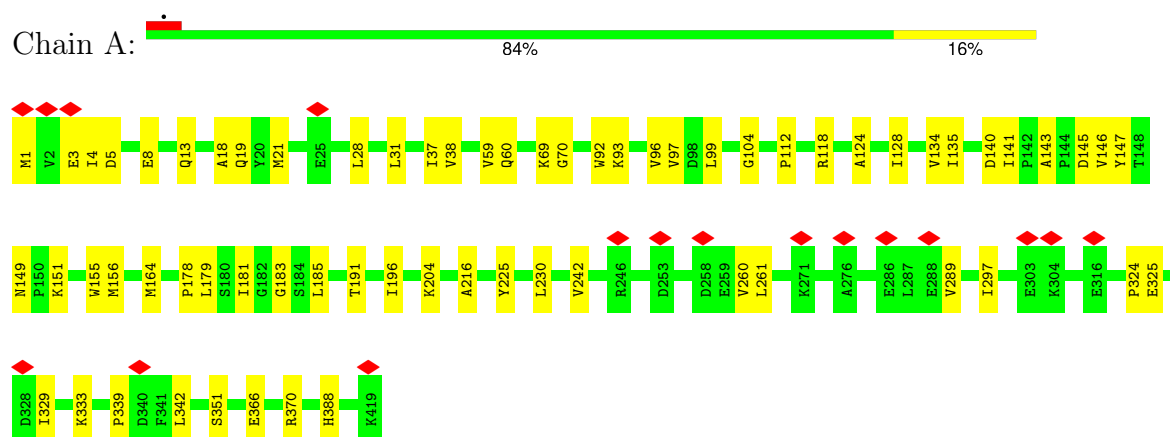 Chain A:
84% 16%
M1 V2 E3 I4 D5 E8 Q13 A18 Q19 Y20 M21 E25 L28 L31 I37 V38 V59 Q60 K69 G70 W92 K93 V96 V97 D98 L99 G104 P112 R118 A124 I128 V134 I135 D140 I141 P142 A143 P144 D145 V146 Y147 T148
N149 P150 K151 W155 M156 M164 P178 L179 S180 I181 G182 G183 S184 L185 T191 I196 K204 A216 Y225 L230 V242 R246 D253 D258 E259 V260 L261 K271 A276 E286 L287 E288 V289 I297 E303 K304 E316 P324 E325
D328 I329 K333 P339 D340 F341 L342 S351 E366 R370 H388 K419